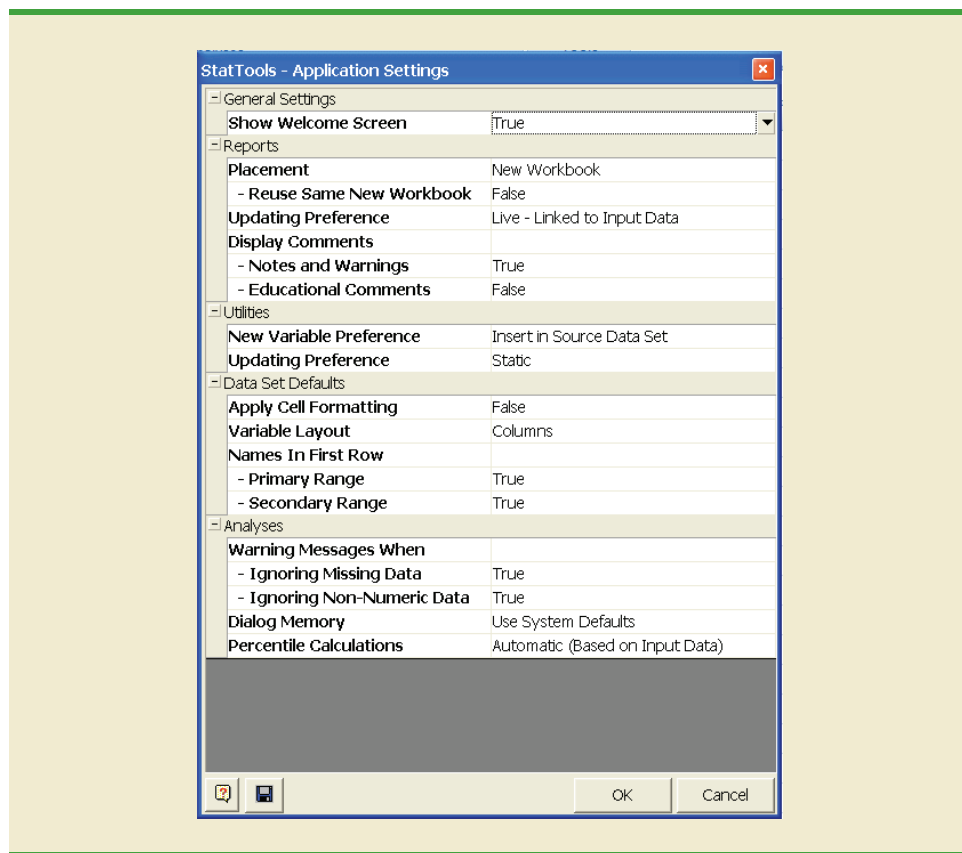 StatTools - Application Settings
General Settings
Show Welcome Screen True
Reports
Placement New Workbook
- Reuse Same New Workbook False
Updating Preference Live - Linked to Input Data
Display Comments
- Notes and Warnings True
- Educational Comments False
Utilities
New Variable Preference Insert in Source Data Set
Updating Preference Static
Data Set Defaults
Apply Cell Formatting False
Variable Layout Columns
Names In First Row
- Primary Range True
- Secondary Range True
Analyses
Warning Messages When
- Ignoring Missing Data True
- Ignoring Non-Numeric Data True
Dialog Memory Use System Defaults
Percentile Calculations Automatic (Based on Input Data)
OK Cancel